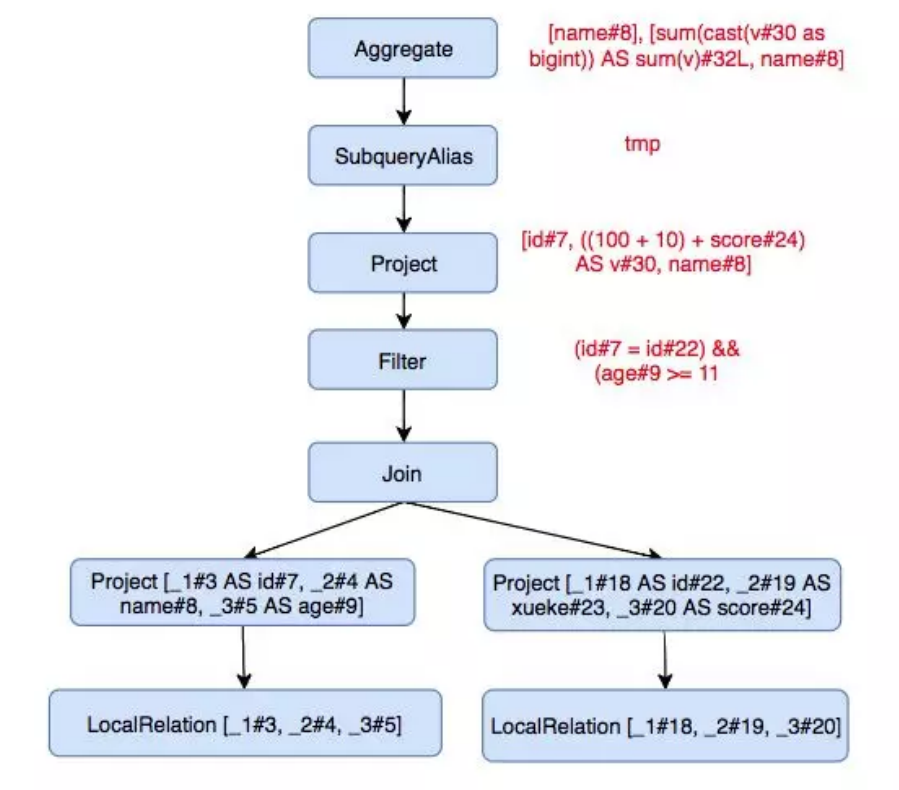 Aggregate
[name#8], [sum(cast(v#30 as
bigint)) AS sum(v)#32L, name#8]
SubqueryAlias
tmp
Project
[id#7, ((100 + 10) + score#24)
AS v#30, name#8]
Filter
(id#7 = id#22) &&
(age#9 >= 11
Join
Project [_1#3 AS id#7, _2#4 AS
name#8, _3#5 AS age#9]
Project [_1#18 AS id#22, _2#19 AS
xueke#23, _3#20 AS score#24]
LocalRelation [_1#3, _2#4, _3#5]
LocalRelation [_1#18, _2#19, _3#20]